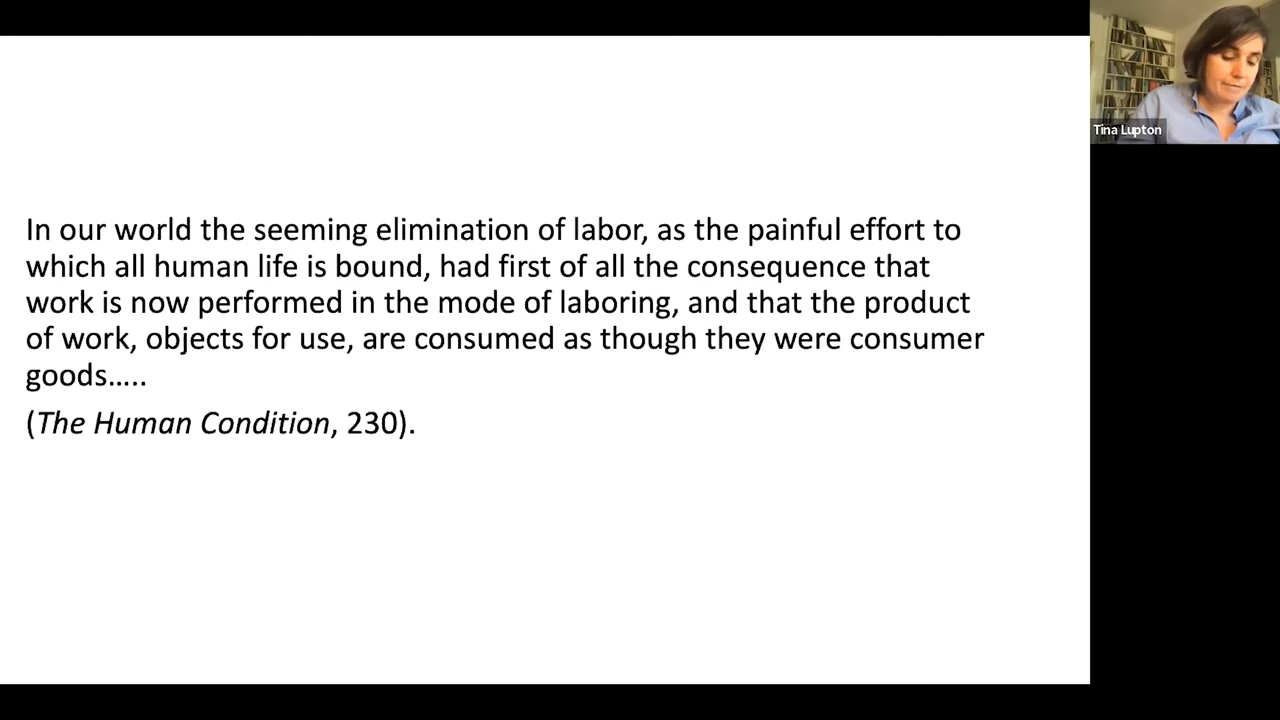 In our world the seeming elimination of labor, as the painful effort to
which all human life is bound, had first of all the consequence that
work is now performed in the mode of laboring, and that the product
of work, objects for use, are consumed as though they were consumer
goods…..
(The Human Condition, 230).
Tina Lupton